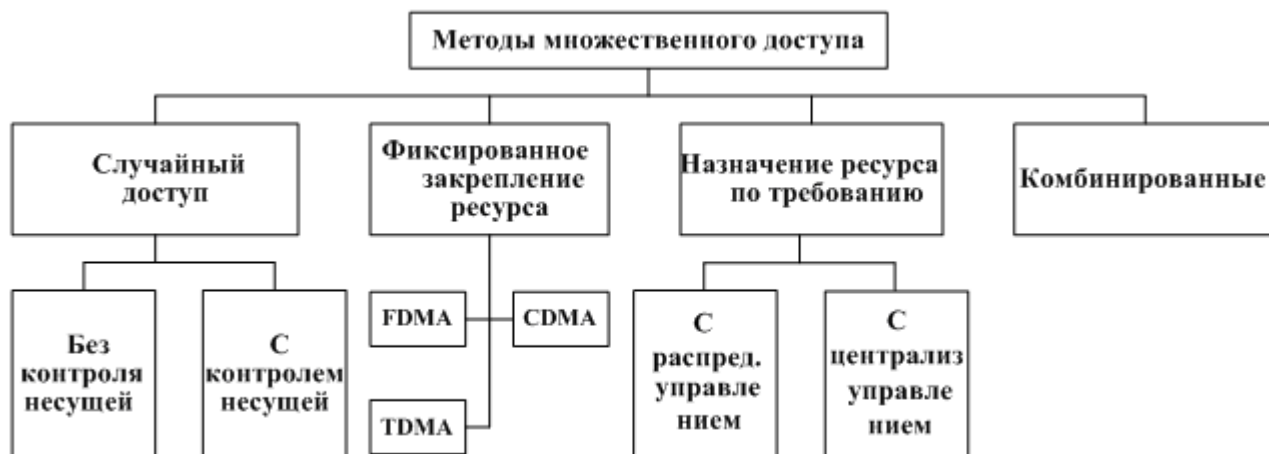 Методы множественного доступа
Случайный
доступ
Фиксированное
закрепление
ресурса
Назначение ресурса
по требованию
Комбинированные
Без
контроля
несущей
С
контролем
несущей
FDMA
CDMA
TDMA
С
распред.
управле
нием
С
централиз
управле
нием